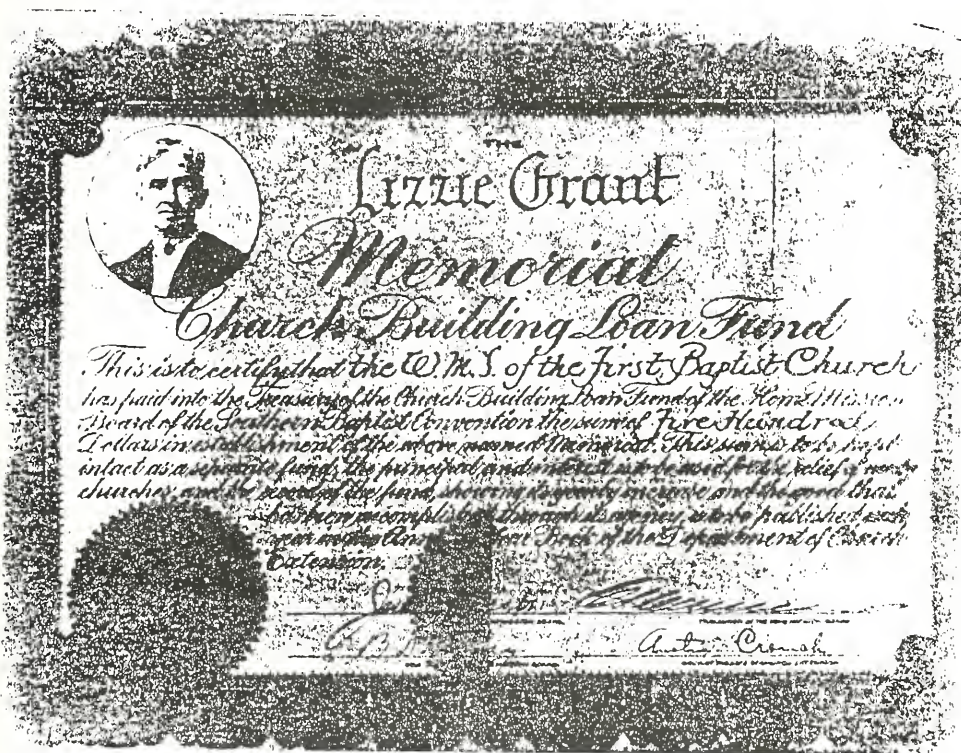 THE
Lizzie Grant
Memorial
Church Building Loan Fund
This is to certify that the W.M.S. of the First Baptist Church
has paid into the Treasury of the Church Building Loan Fund of the Home Mission
Board of the Southern Baptist Convention the sum of Five Hundred
Dollars in establishment of the above named Memorial. This sum is to be kept
intact as a separate fund, the principal and interest to be used for the relief of
churches and the record of the fund, showing its yearly increase and the good that
has been accomplished through its is to be published each
year in the of the Department of Church
Extension.
Austin Crouch